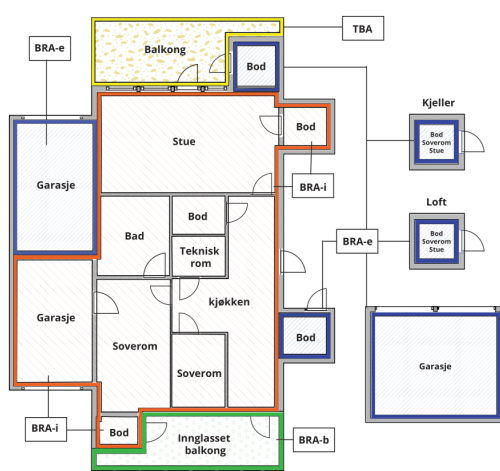 TBA
BRA-e
Balkong
Bod
Kjeller
Bod
Soverom
Stue
Stue
Bod
Garasje
BRA-i
Loft
Bod
Bad
Bod
Soverom
Stue
BRA-e
Teknisk
rom
kjøkken
Garasje
Bod
Soverom
Garasje
Soverom
BRA-i
Bod
Innglasset
balkong
BRA-b